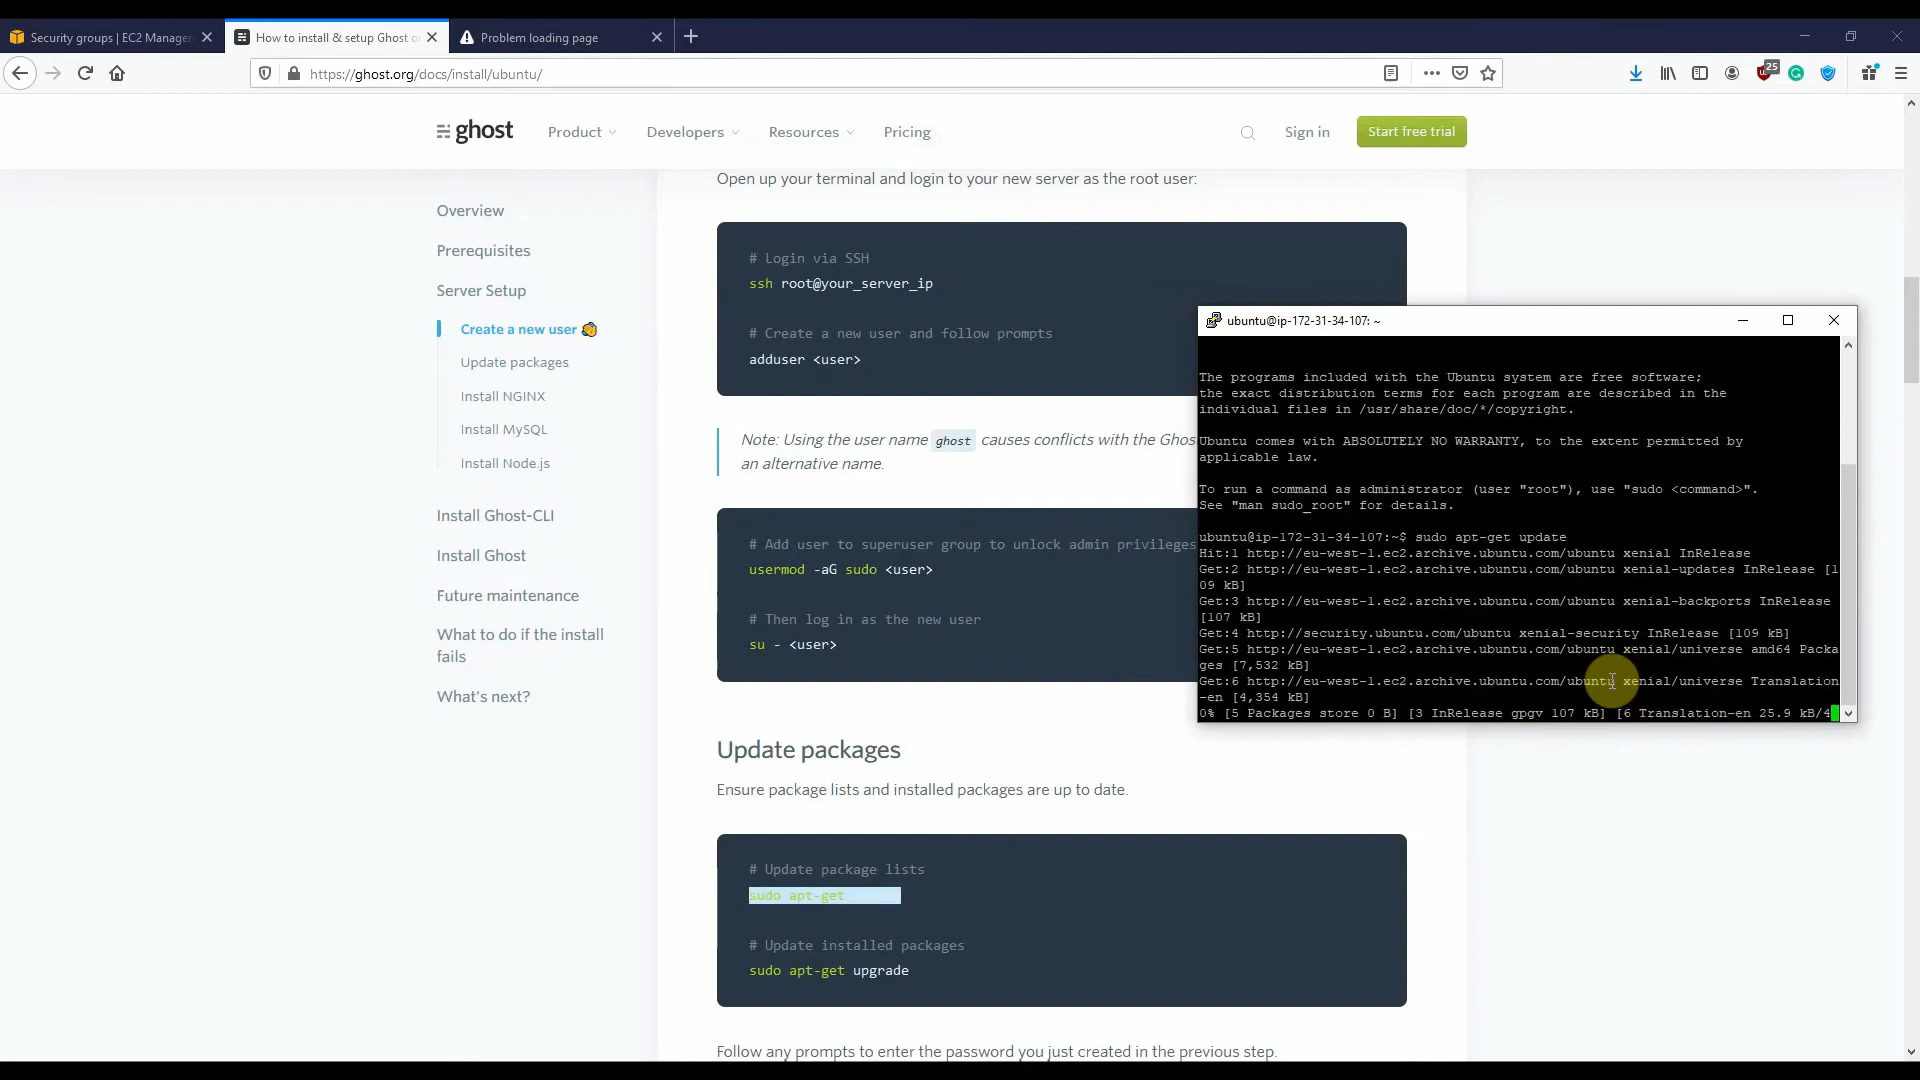 Security groups | EC2 Manager
How to install & setup Ghost o
Problem loading page
https://ghost.org/docs/install/ubuntu/
25
ghost
Product
Developers
Resources
Pricing
Sign in
Start free trial
Overview
Prerequisites
Server Setup
Create a new user
Update packages
Install NGINX
Install MySQL
Install Node.js
Install Ghost-CLI
Install Ghost
Future maintenance
What to do if the install
fails
What's next?
Open up your terminal and login to your new server as the root user:
# Login via SSH
ssh root@your_server_ip
# Create a new user and follow prompts
adduser <user>
Note: Using the user name ghost causes conflicts with the Ghos
an alternative name.
# Add user to superuser group to unlock admin privileges
usermod -aG sudo <user>
# Then log in as the new user
su - <user>
Update packages
Ensure package lists and installed packages are up to date.
# Update package lists
sudo apt-get
# Update installed packages
sudo apt-get upgrade
Follow any prompts to enter the password you just created in the previous step.
ubuntu@ip-172-31-34-107: ~
The programs included with the Ubuntu system are free software;
the exact distribution terms for each program are described in the
individual files in /usr/share/doc/*/copyright.
Ubuntu comes with ABSOLUTELY NO WARRANTY, to the extent permitted by
applicable law.
To run a command as administrator (user "root"), use "sudo <command>".
See "man sudo_root" for details.
ubuntu@ip-172-31-34-107:~$ sudo apt-get update
Hit:1 http://eu-west-1.ec2.archive.ubuntu.com/ubuntu xenial InRelease
Get:2 http://eu-west-1.ec2.archive.ubuntu.com/ubuntu xenial-updates InRelease [1
09 kB]
Get:3 http://eu-west-1.ec2.archive.ubuntu.com/ubuntu xenial-backports InRelease
[107 kB]
Get:4 http://security.ubuntu.com/ubuntu xenial-security InRelease [109 kB]
Get:5 http://eu-west-1.ec2.archive.ubuntu.com/ubuntu xenial/universe amd64 Packa
ges [7,532 kB]
Get:6 http://eu-west-1.ec2.archive.ubuntu.com/ubuntu xenial/universe Translation
-en [4,354 kB]
0% [5 Packages store 0 B] [3 InRelease gpgv 107 kB] [6 Translation-en 25.9 kB/4